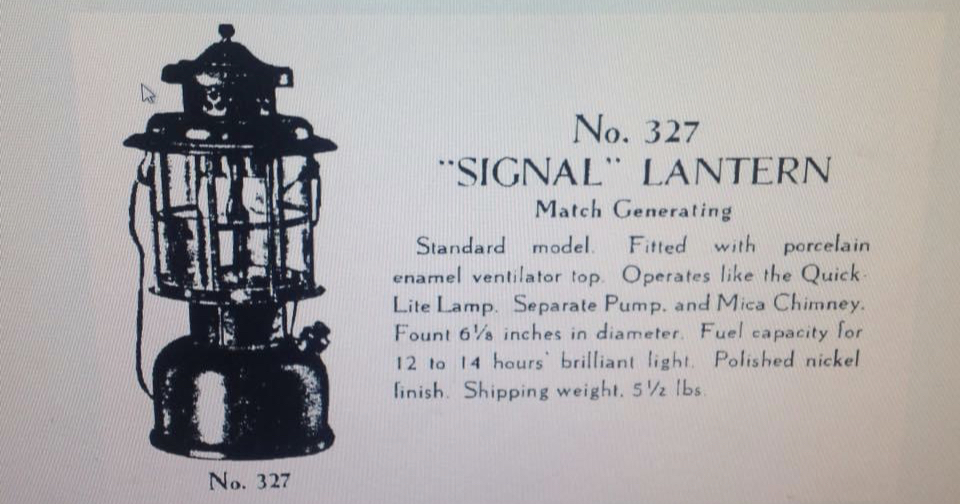 No. 327
"SIGNAL" LANTERN
Match Generating
Standard model. Fitted with porcelain
enamel ventilator top. Operates like the Quick-
Lite Lamp. Separate Pump, and Mica Chimney.
Fount 6⅛ inches in diameter. Fuel capacity for
12 to 14 hours' brilliant light. Polished nickel
finish. Shipping weight, 5½ lbs.
No. 327